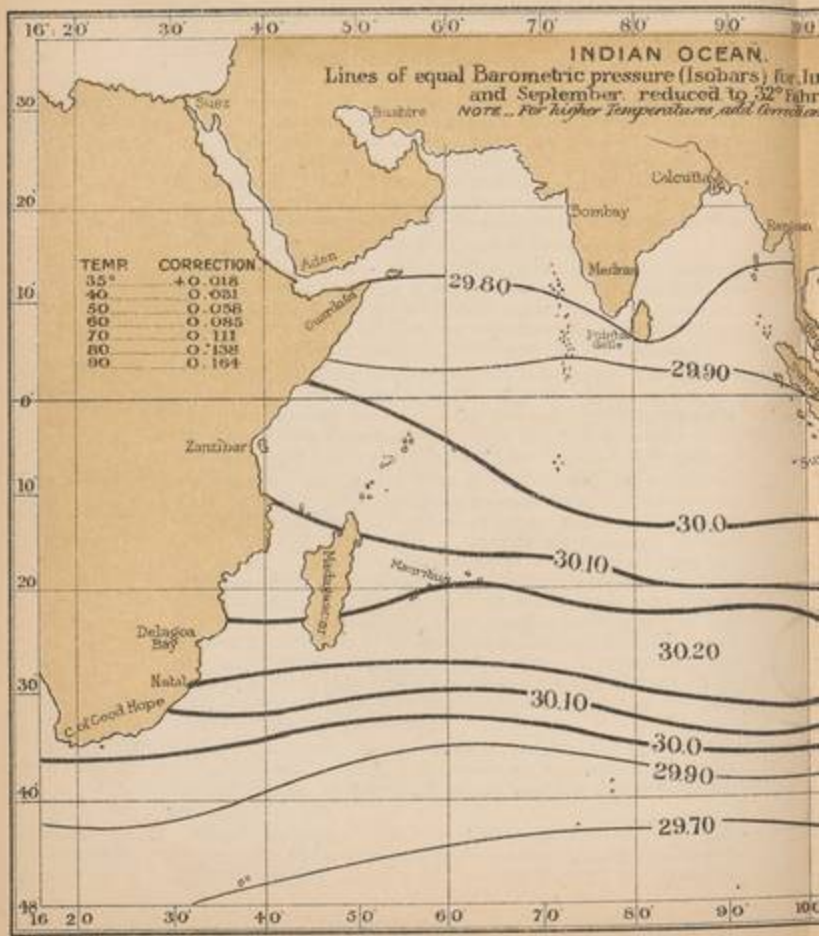 16° 20° 30° 40° 50° 60° 70° 80° 90°
INDIAN OCEAN.
Lines of equal Barometric pressure (Isobars) for
and September. reduced to 32° Fahr
NOTE.. For higher Temperatures, add
30°
Suez
Bushire
Calcutta
20°
Bombay
Aden
Madras
TEMP. CORRECTION
35° +0.018
40 0.031
50 0.058
60 0.085
70 0.111
80 0.138
90 0.164
29.80
10°
Guardafui
Pointde
Galle
29.90
0°
Zanzibar
10
30.0
30.10
20
Madagascar
Mauritius
Delagoa
Bay
30.20
30
Natal
C. of Good Hope
30.10
30.0
29.90
40
29.70
48
16 20° 30° 40° 50° 60° 70° 80° 90° 100